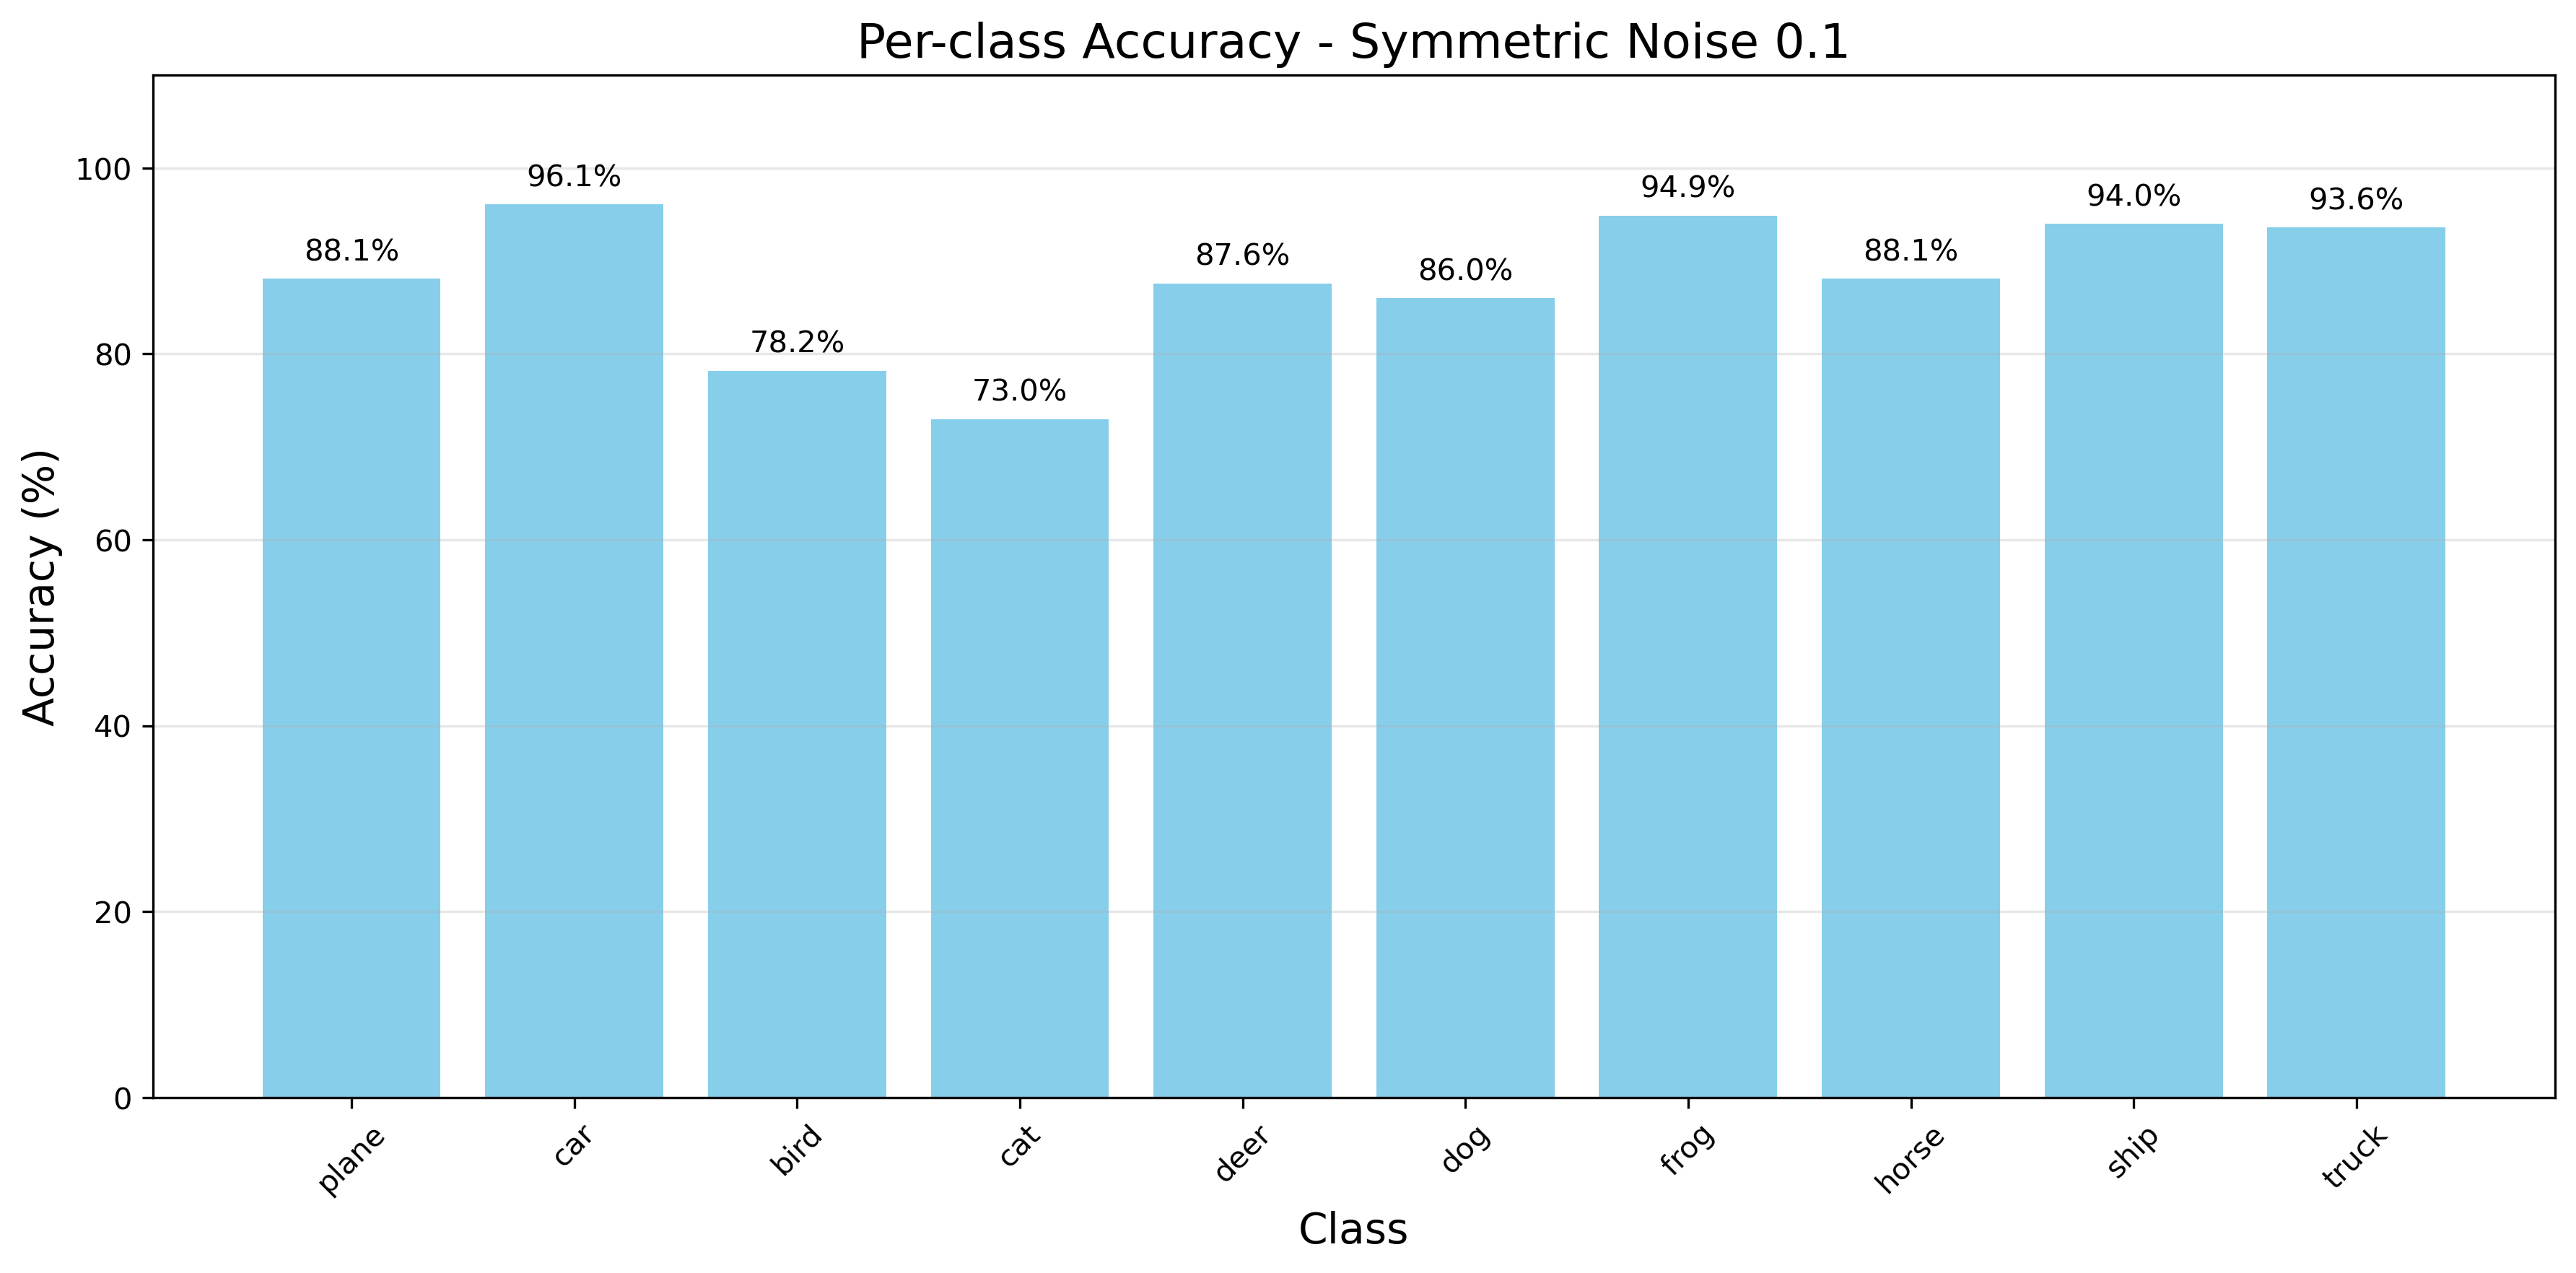 Per-class Accuracy - Symmetric Noise 0.1
Accuracy (%)
100
80
60
40
20
0
88.1%
96.1%
78.2%
73.0%
87.6%
86.0%
94.9%
88.1%
94.0%
93.6%
plane
car
bird
cat
deer
dog
frog
horse
ship
truck
Class